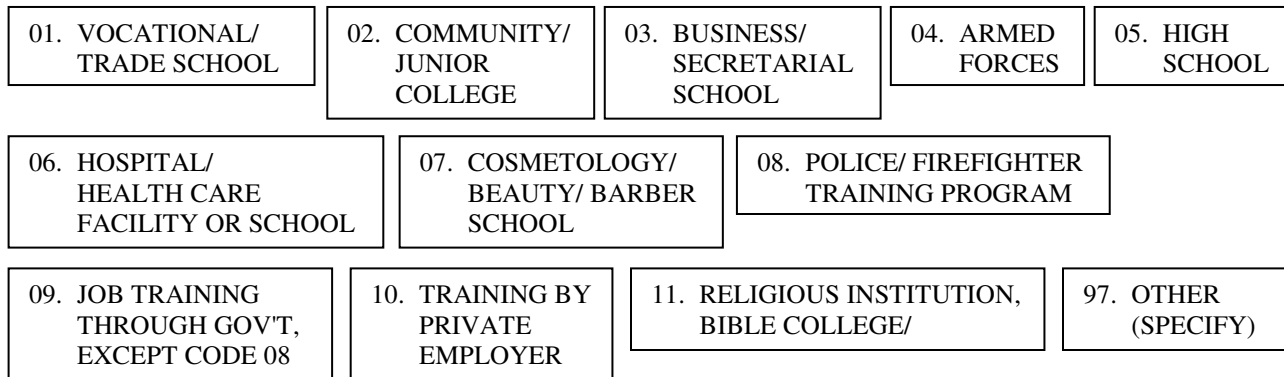 01. VOCATIONAL/
TRADE SCHOOL
02. COMMUNITY/
JUNIOR
COLLEGE
03. BUSINESS/
SECRETARIAL
SCHOOL
04. ARMED
FORCES
05. HIGH
SCHOOL
06. HOSPITAL/
HEALTH CARE
FACILITY OR SCHOOL
07. COSMETOLOGY/
BEAUTY/ BARBER
SCHOOL
08. POLICE/ FIREFIGHTER
TRAINING PROGRAM
09. JOB TRAINING
THROUGH GOV'T,
EXCEPT CODE 08
10. TRAINING BY
PRIVATE
EMPLOYER
11. RELIGIOUS INSTITUTION,
BIBLE COLLEGE/
97. OTHER
(SPECIFY)